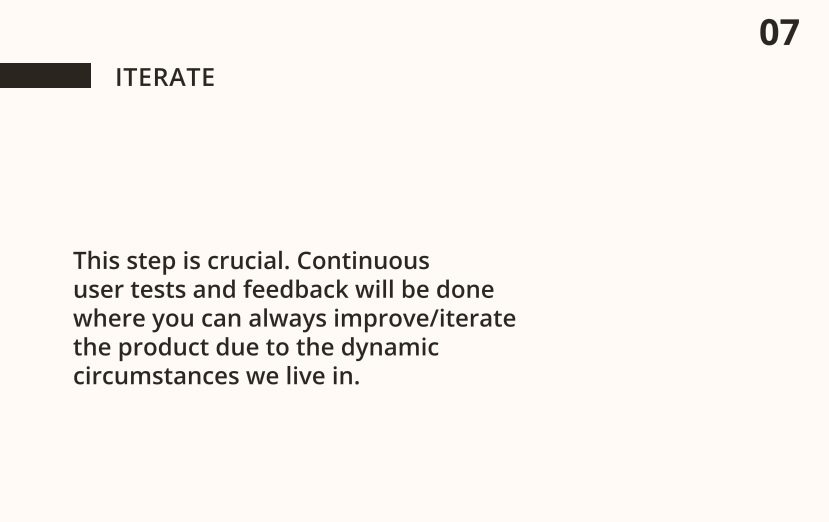 07
ITERATE
This step is crucial. Continuous
user tests and feedback will be done
where you can always improve/iterate
the product due to the dynamic
circumstances we live in.